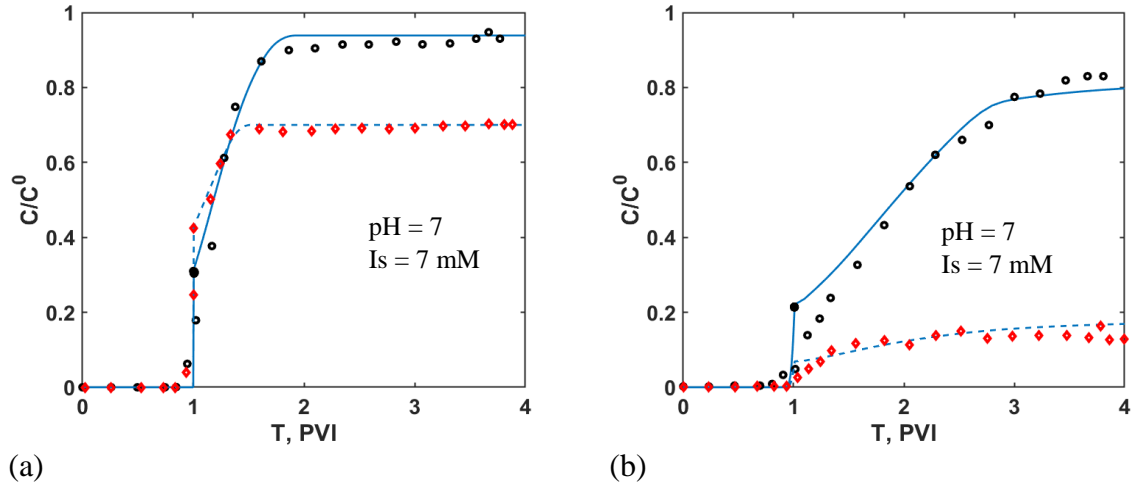 1
0.8
0.6
0.4
0.2
0
C/C⁰
pH = 7
Is = 7 mM
0 1 2 3 4
T, PVI
(a)
1
0.8
0.6
0.4
0.2
0
C/C⁰
pH = 7
Is = 7 mM
0 1 2 3 4
T, PVI
(b)